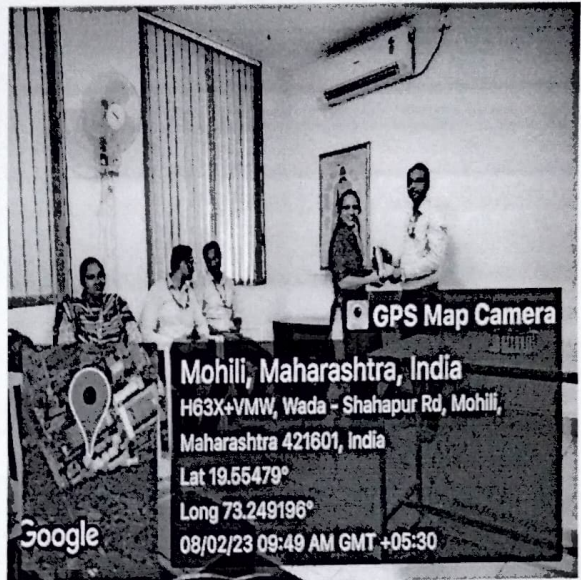 GPS Map Camera
Mohili, Maharashtra, India
H63X+VMW, Wada - Shahapur Rd, Mohili,
Maharashtra 421601, India
Lat 19.55479°
Long 73.249196°
08/02/23 09:49 AM GMT +05:30
Google